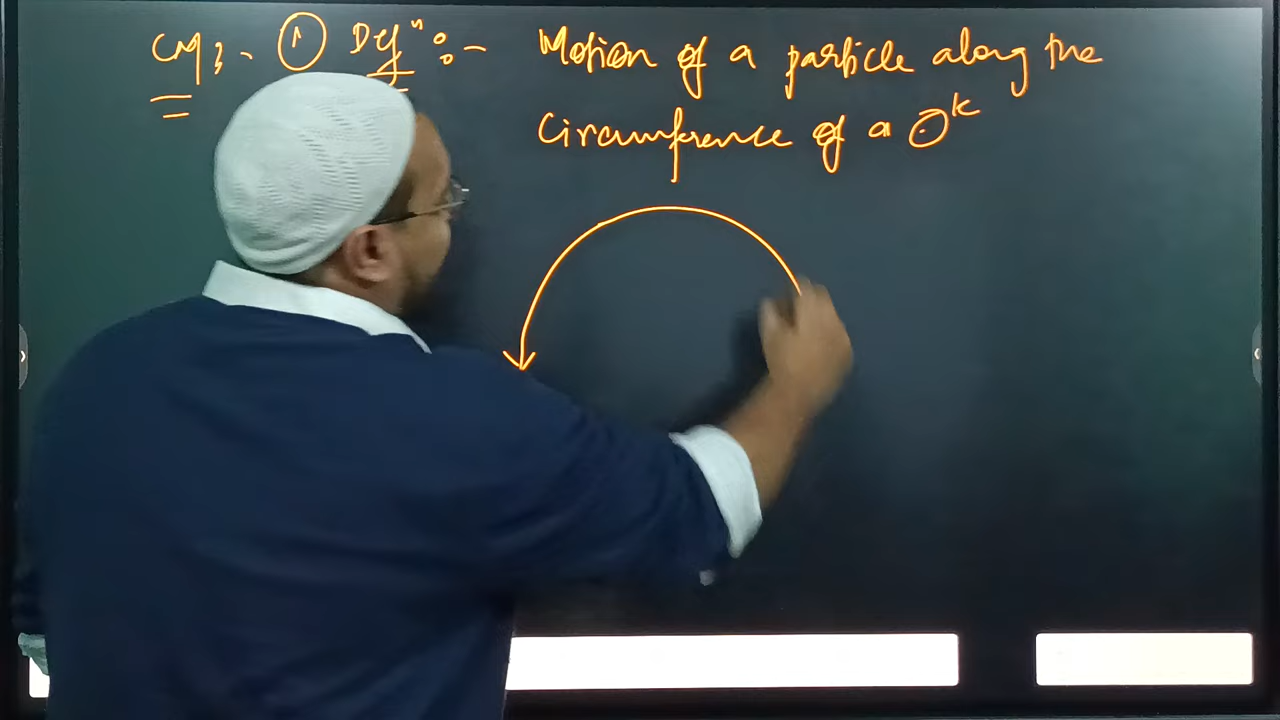 CM :- ① Defⁿ :- Motion of a particle along the
Circumference of a ⊙ᵏ